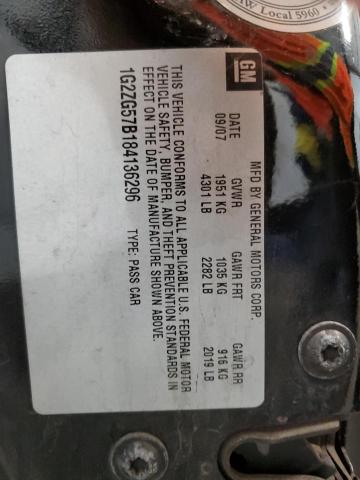 W. Local 5960
GM
MFD BY GENERAL MOTORS CORP.
DATE GVWR GAWR FRT GAWR RR
09/07 1951 KG 1035 KG 916 KG
4301 LB 2282 LB 2019 LB
THIS VEHICLE CONFORMS TO ALL APPLICABLE U.S. FEDERAL MOTOR
VEHICLE SAFETY, BUMPER, AND THEFT PREVENTION STANDARDS IN
EFFECT ON THE DATE OF MANUFACTURE SHOWN ABOVE.
1G2ZG57B184136296 TYPE: PASS CAR